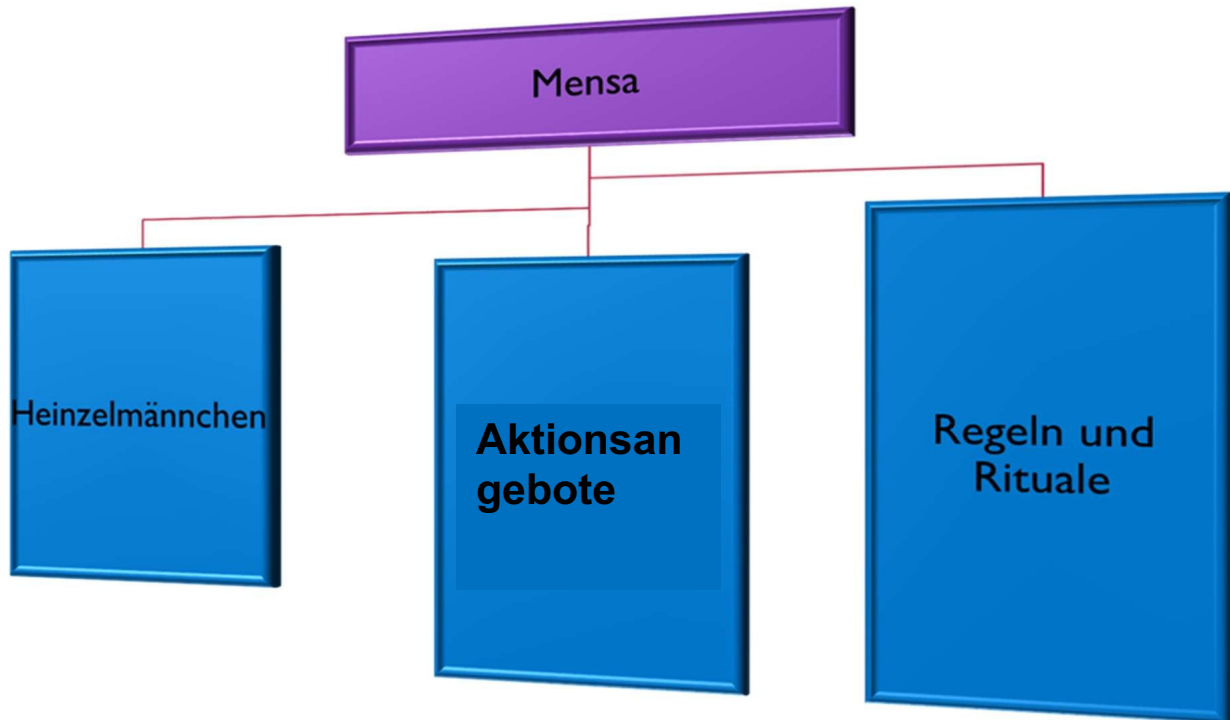 Mensa
Heinzelmännchen
Aktionsan
gebote
Regeln und
Rituale